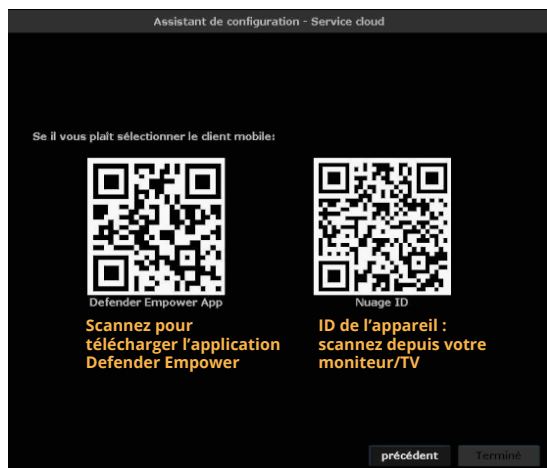 Assistant de configuration - Service cloud
Se il vous plaît sélectionner le client mobile:
Defender Empower App
Nuage ID
Scannez pour
télécharger l'application
Defender Empower
ID de l'appareil :
scannez depuis votre
moniteur/TV
précédent
Terminé